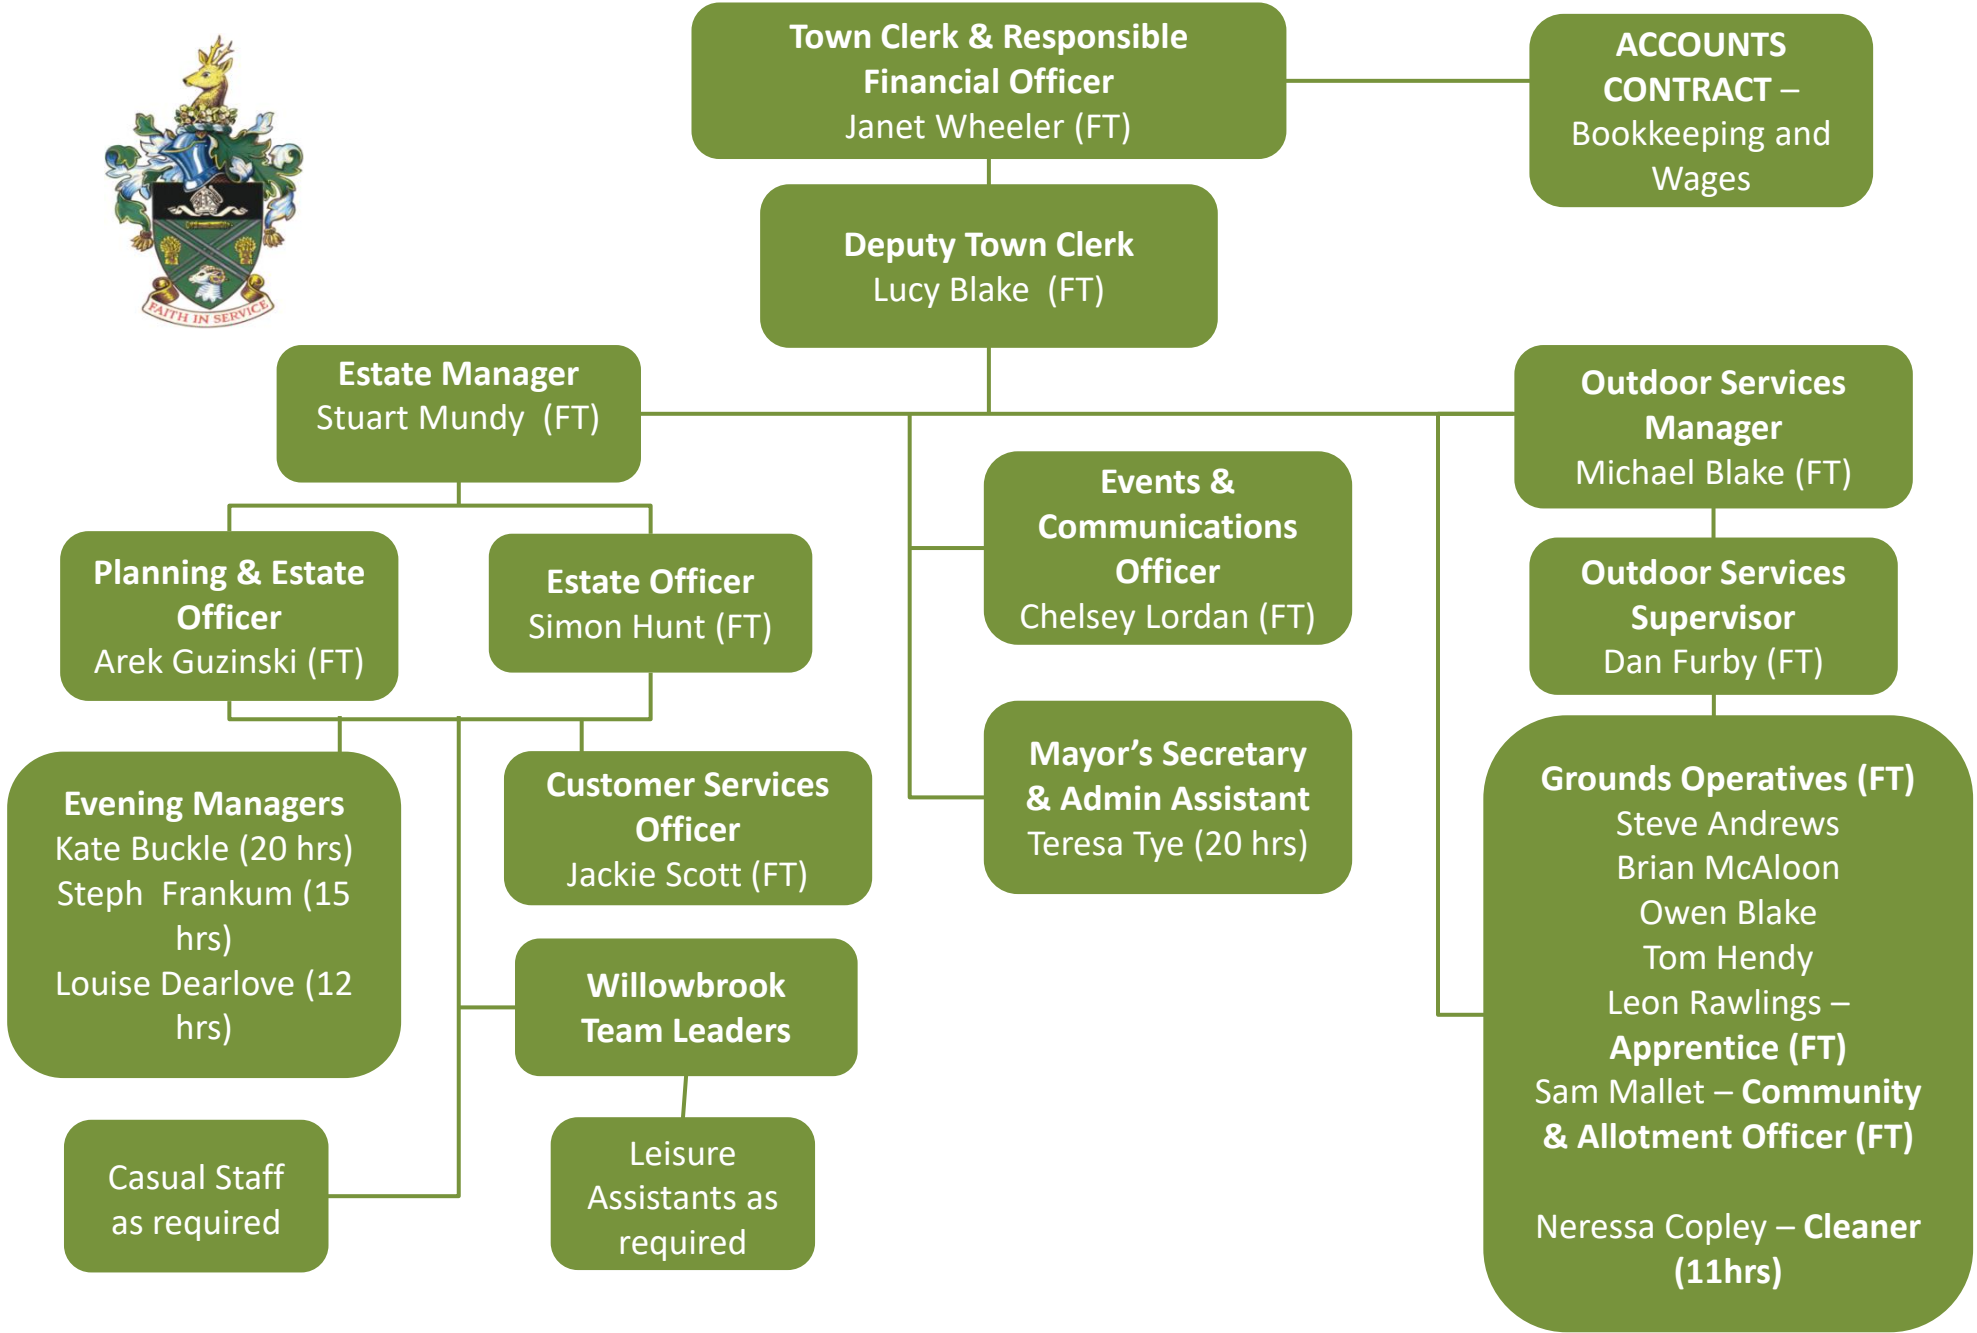 Town Clerk & Responsible
Financial Officer
Janet Wheeler (FT)
ACCOUNTS
CONTRACT –
Bookkeeping and
Wages
FAITH IN SERVICE
Deputy Town Clerk
Lucy Blake  (FT)
Estate Manager
Stuart Mundy  (FT)
Outdoor Services
Manager
Michael Blake (FT)
Events &
Communications
Officer
Chelsey Lordan (FT)
Planning & Estate
Officer
Arek Guzinski (FT)
Estate Officer
Simon Hunt (FT)
Outdoor Services
Supervisor
Dan Furby (FT)
Mayor’s Secretary
& Admin Assistant
Teresa Tye (20 hrs)
Evening Managers
Kate Buckle (20 hrs)
Steph  Frankum (15
hrs)
Louise Dearlove (12
hrs)
Customer Services
Officer
Jackie Scott (FT)
Grounds Operatives (FT)
Steve Andrews
Brian McAloon
Owen Blake
Tom Hendy
Leon Rawlings –
Apprentice (FT)
Sam Mallet – Community
& Allotment Officer (FT)
Neressa Copley – Cleaner
(11hrs)
Willowbrook
Team Leaders
Casual Staff
as required
Leisure
Assistants as
required